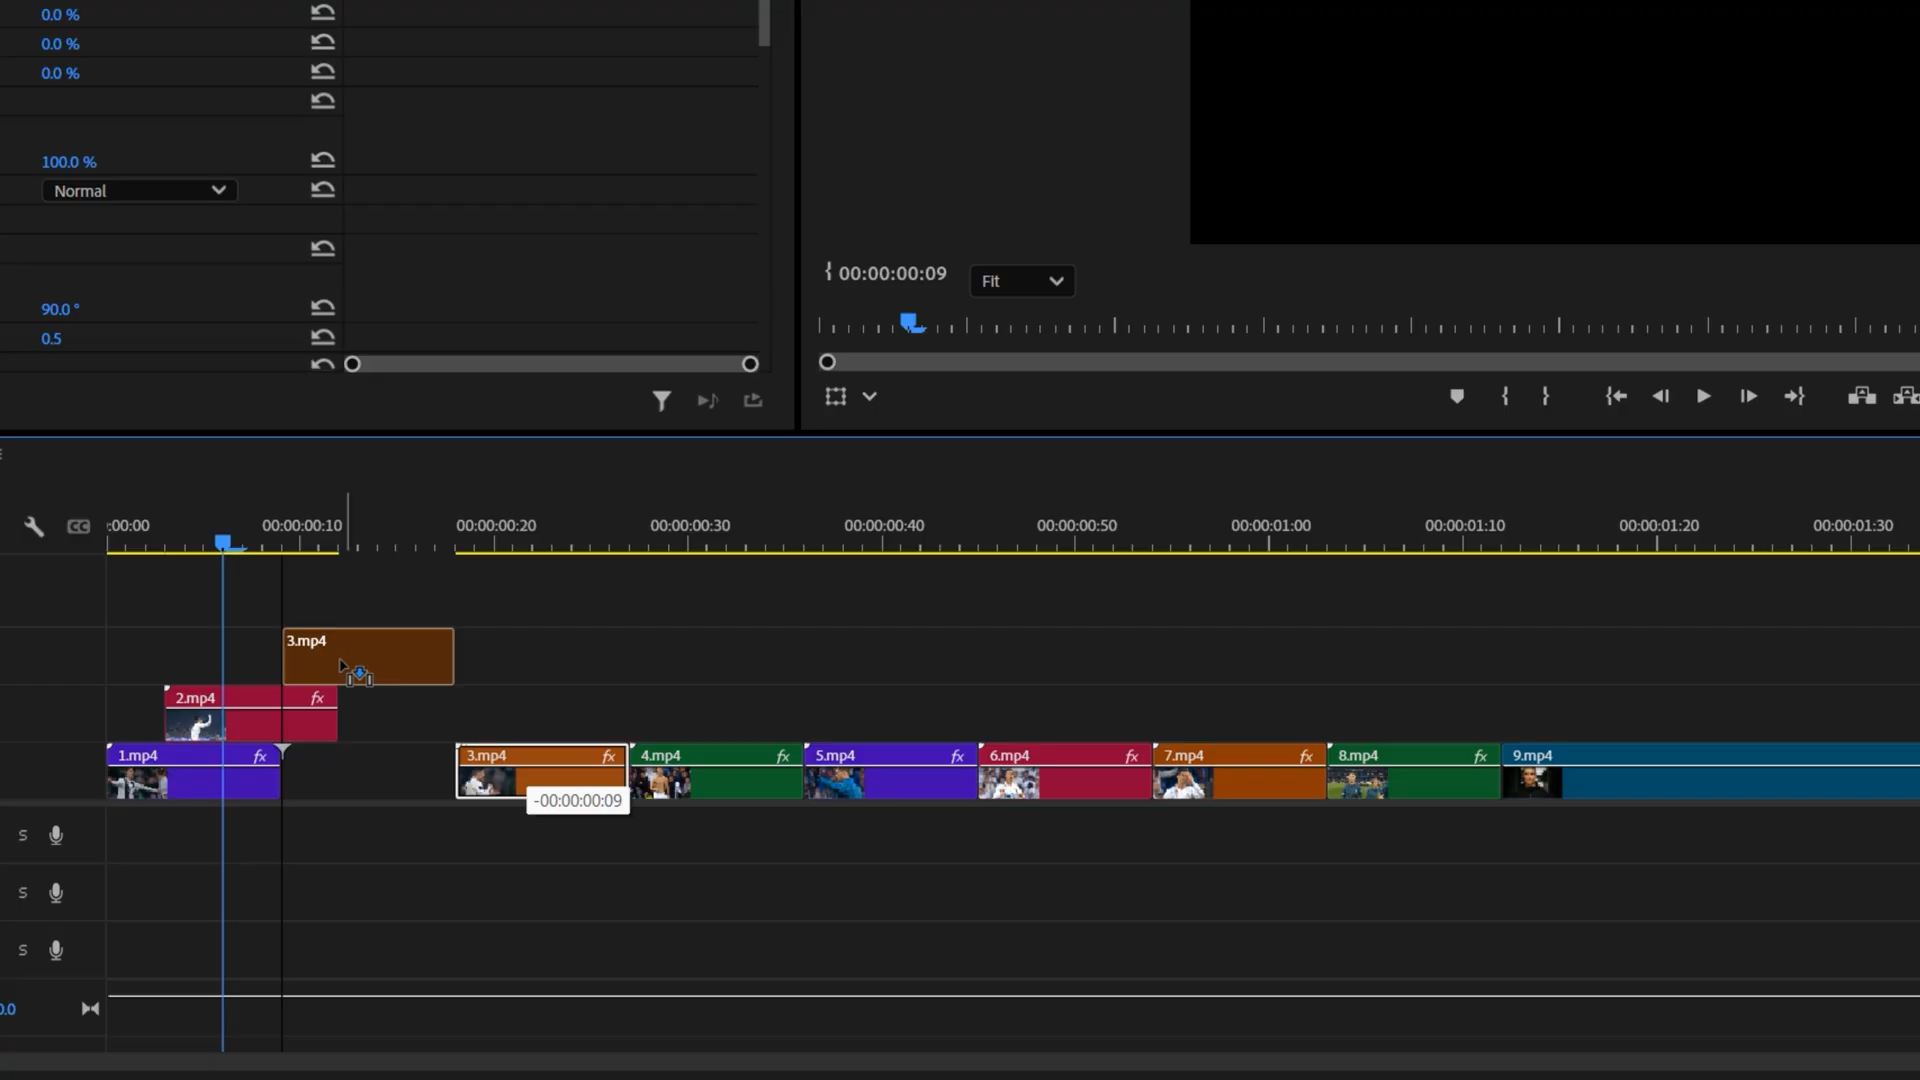 0.0 %
0.0 %
0.0 %
100.0 %
Normal
90.0 °
0.5
00:00:00:09
Fit
CC
:00:00
00:00:00:10
00:00:00:20
00:00:00:30
00:00:00:40
00:00:00:50
00:00:01:00
00:00:01:10
00:00:01:20
00:00:01:30
3.mp4
2.mp4 fx
1.mp4 fx
3.mp4 fx
4.mp4 fx
5.mp4 fx
6.mp4 fx
7.mp4 fx
8.mp4 fx
9.mp4
-00:00:00:09
S
S
S
0.0